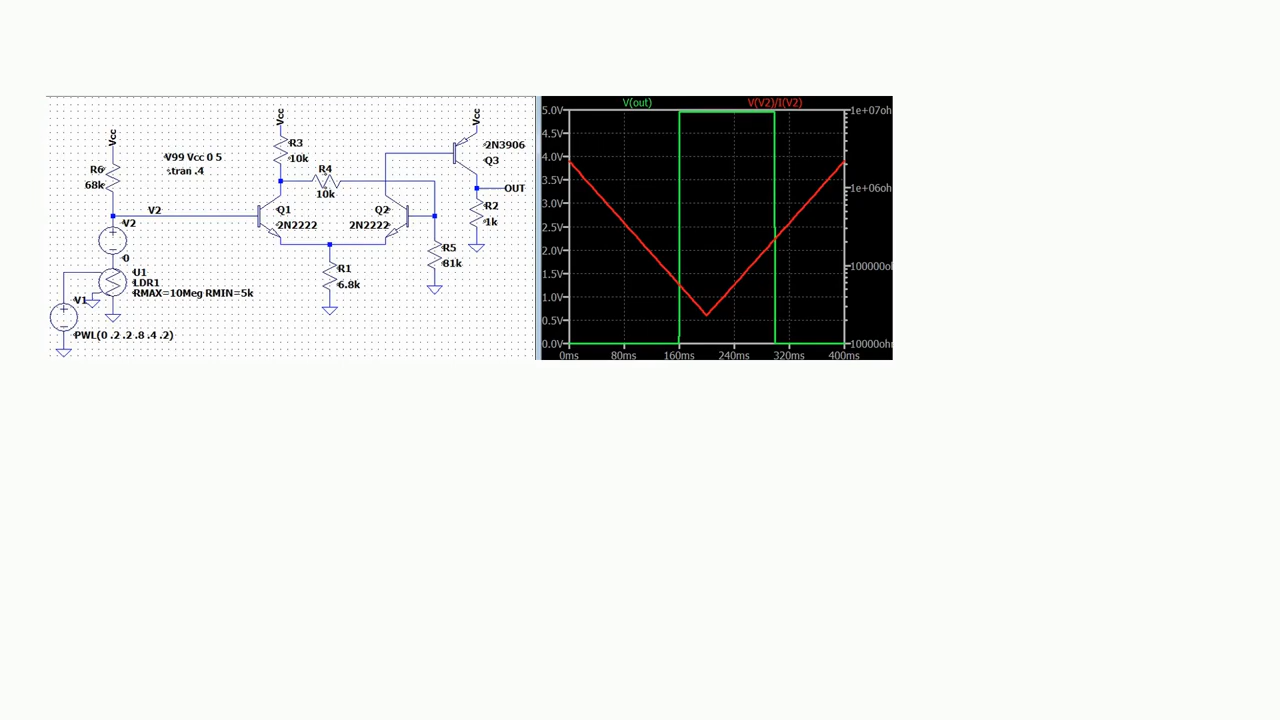 Vcc
R6
68k
V99 Vcc 0 5
.tran .4
V2
V2
0
U1
LDR1
RMAX=10Meg RMIN=5k
V1
PWL(0 .2 .2 .8 .4 .2)
Vcc
R3
10k
R4
10k
Q1
2N2222
Q2
2N2222
R1
6.8k
R5
81k
Vcc
2N3906
Q3
OUT
R2
1k
V(out)
V(V2)/I(V2)
5.0V
4.5V
4.0V
3.5V
3.0V
2.5V
2.0V
1.5V
1.0V
0.5V
0.0V
1e+07oh
1e+06oh
100000oh
10000ohm
0ms
80ms
160ms
240ms
320ms
400ms